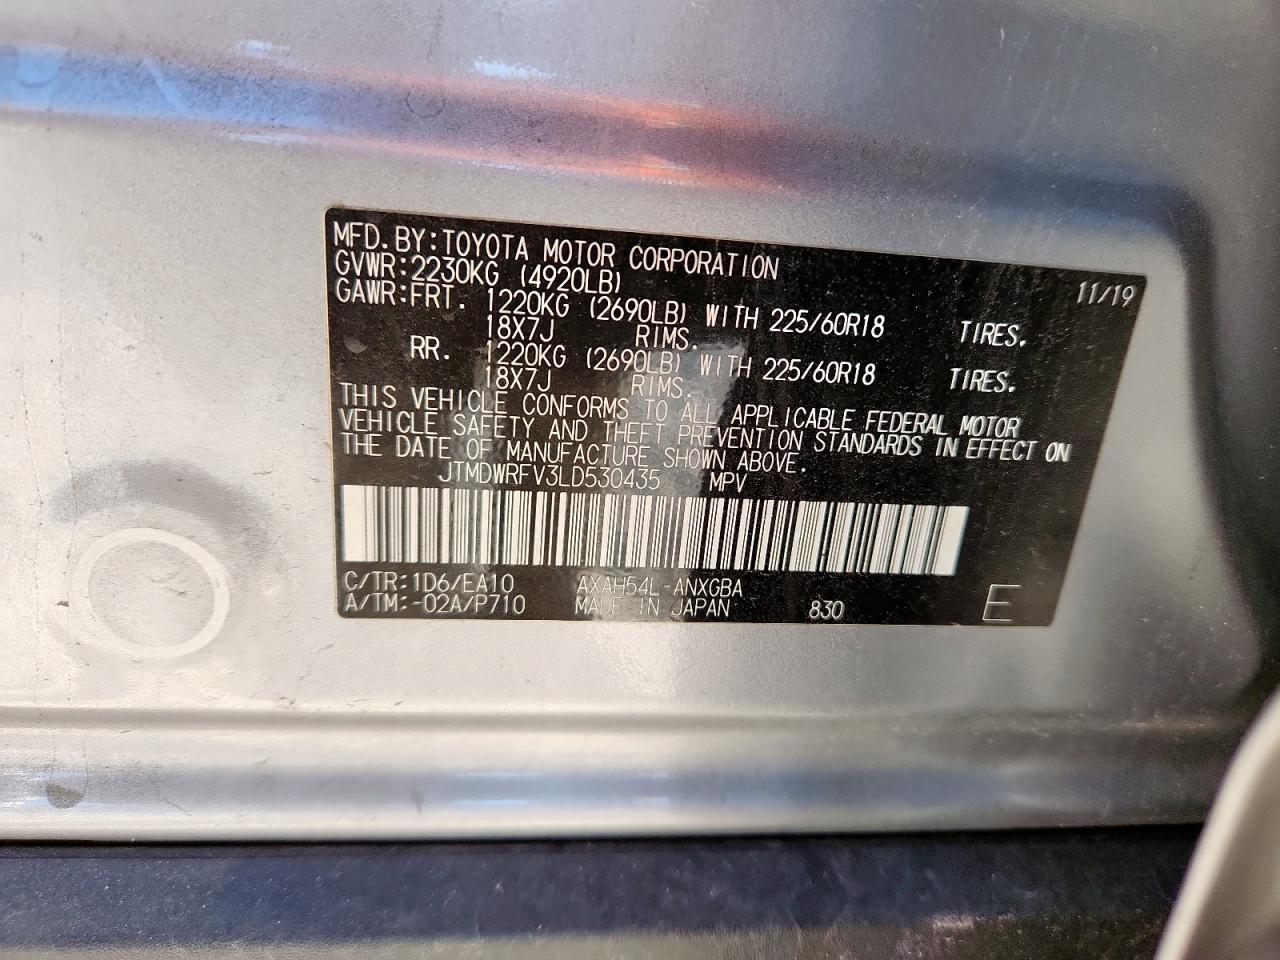 MFD.BY:TOYOTA MOTOR CORPORATION 11/19
GVWR:2230KG (4920LB)
GAWR:FRT. 1220KG (2690LB) WITH 225/60R18 TIRES.
18X7J RIMS.
RR. 1220KG (2690LB) WITH 225/60R18 TIRES.
18X7J RIMS.
THIS VEHICLE CONFORMS TO ALL APPLICABLE FEDERAL MOTOR
VEHICLE SAFETY AND THEFT PREVENTION STANDARDS IN EFFECT ON
THE DATE OF MANUFACTURE SHOWN ABOVE.
JTMDWRFV3LD530435 MPV
C/TR:1D6/EA10 AXAH54L-ANXGBA
A/TM:-02A/P710 MADE IN JAPAN 830 E